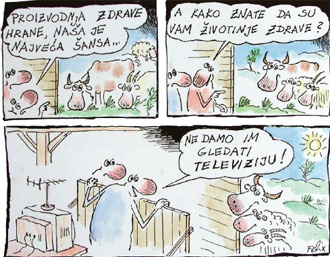 PROIZVODNJA ZDRAVE
HRANE, NAŠA JE
NAJVEĆA ŠANSA...
A KAKO ZNATE DA SU
VAM ŽIVOTINJE ZDRAVE?
NE DAMO IM
GLEDATI
TELEVIZIJU!